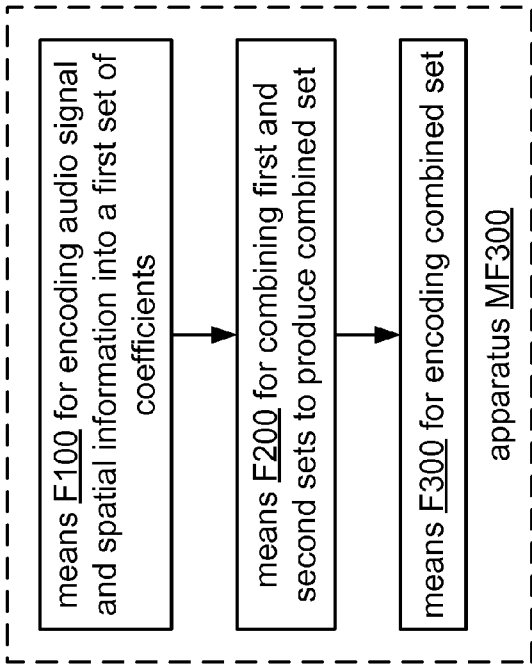 means F100 for encoding audio signal
and spatial information into a first set of
coefficients
means F200 for combining first and
second sets to produce combined set
means F300 for encoding combined set
apparatus MF300